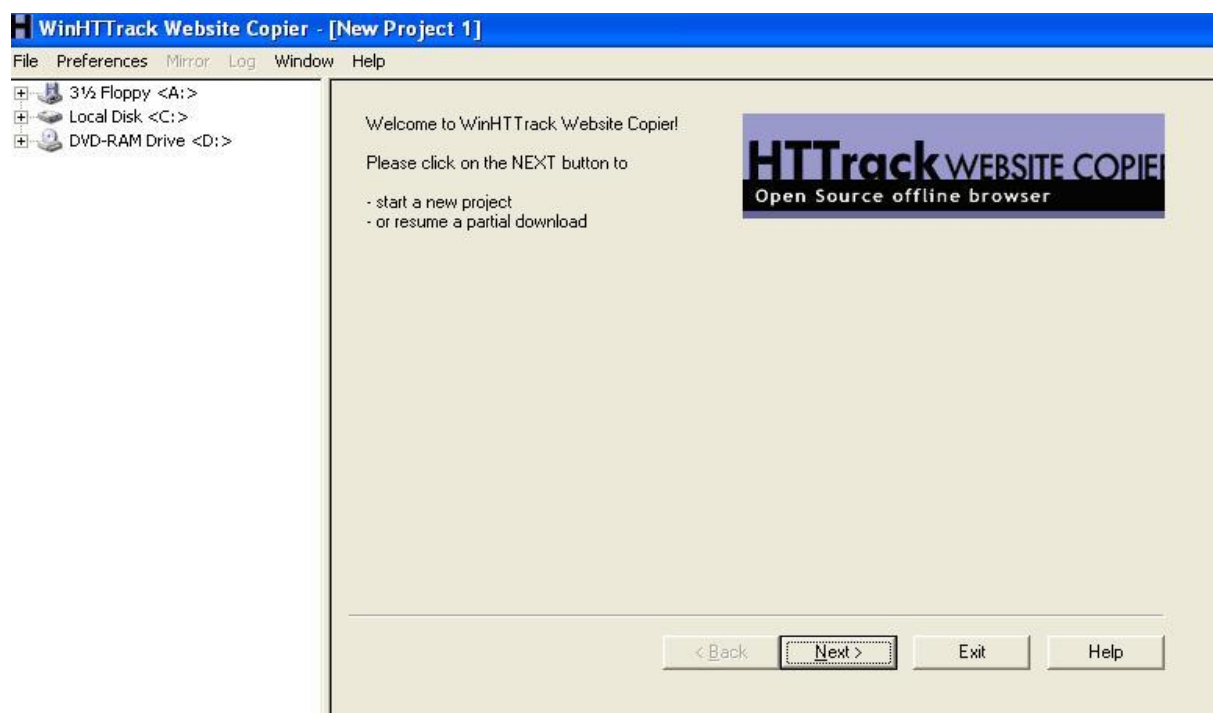 WinHTTrack Website Copier - [New Project 1]
File Preferences Mirror Log Window Help
3½ Floppy <A:>
Local Disk <C:>
DVD-RAM Drive <D:>
Welcome to WinHTTrack Website Copier!
Please click on the NEXT button to
- start a new project
- or resume a partial download
HTTrack WEBSITE COPIER
Open Source offline browser
< Back Next > Exit Help